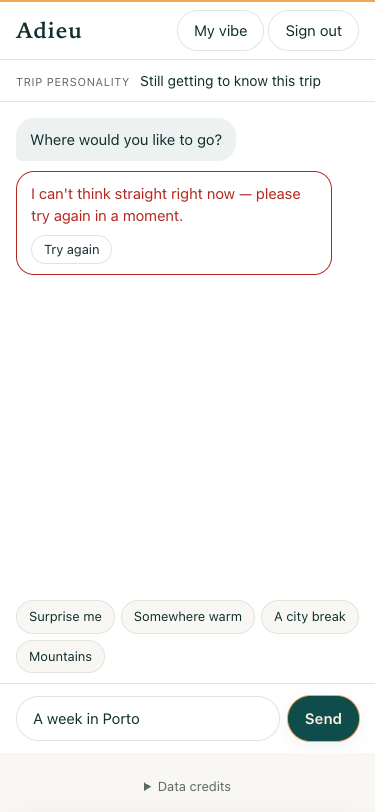 Adieu
My vibe
Sign out
TRIP PERSONALITY Still getting to know this trip
Where would you like to go?
I can't think straight right now — please
try again in a moment.
Try again
Surprise me
Somewhere warm
A city break
Mountains
A week in Porto
Send
Data credits